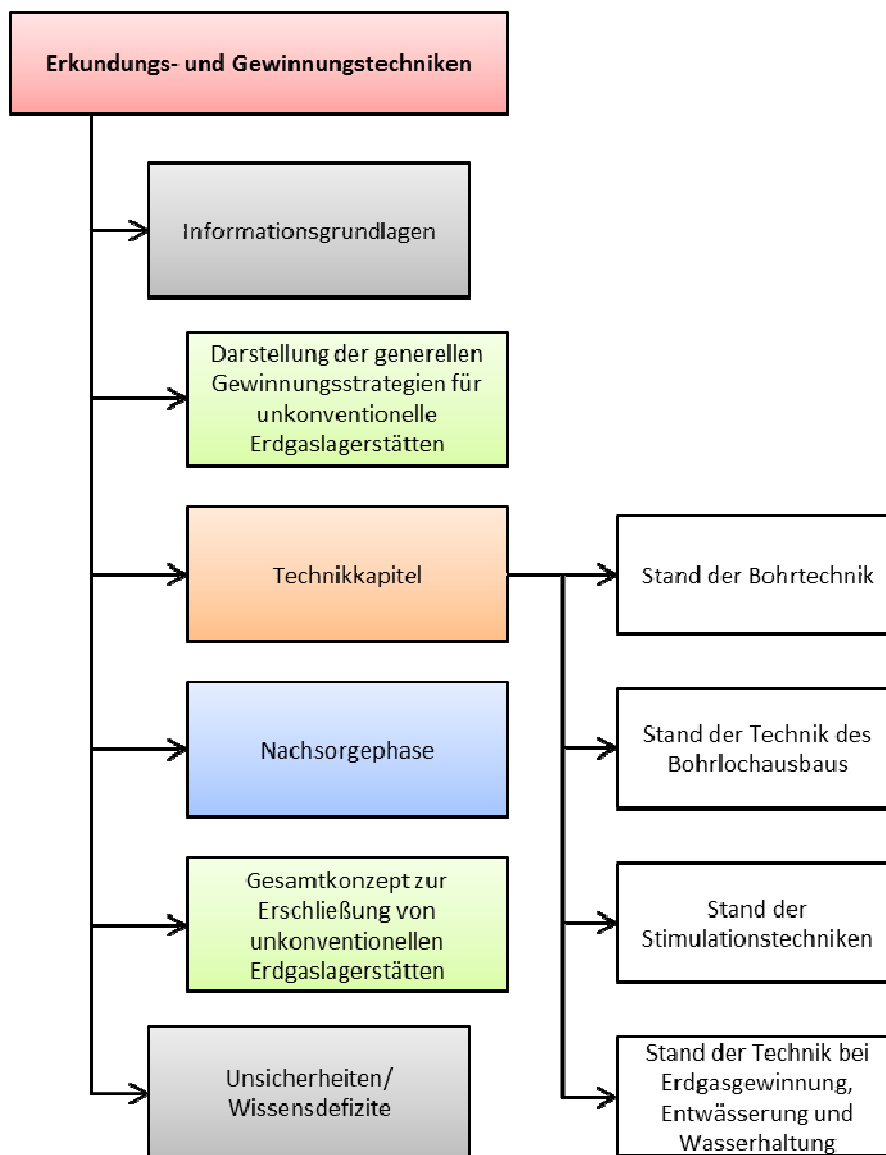 Erkundungs- und Gewinnungstechniken
Informationsgrundlagen
Darstellung der generellen
Gewinnungsstrategien für
unkonventionelle
Erdgaslagerstätten
Technikkapitel
Stand der Bohrtechnik
Nachsorgephase
Stand der Technik des
Bohrlochausbaus
Gesamtkonzept zur
Erschließung von
unkonventionellen
Erdgaslagerstätten
Stand der
Stimulationstechniken
Unsicherheiten/
Wissensdefizite
Stand der Technik bei
Erdgasgewinnung,
Entwässerung und
Wasserhaltung